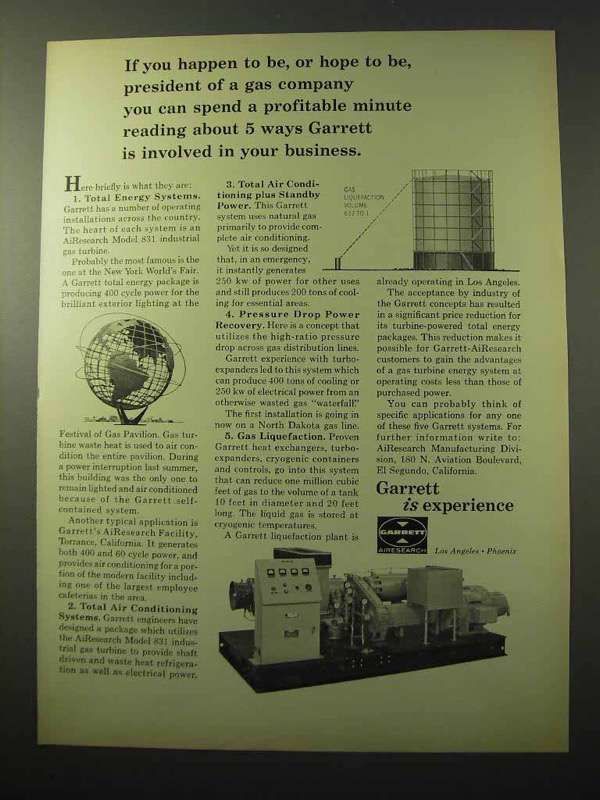 If you happen to be, or hope to be,
president of a gas company
you can spend a profitable minute
reading about 5 ways Garrett
is involved in your business.
Here briefly is what they are:
1. Total Energy Systems.
Garrett has a number of operating
installations across the country.
The heart of each system is an
AiResearch Model 831 industrial
gas turbine.
Probably the most famous is the
one at the New York World's Fair.
A Garrett total energy package is
producing 400 cycle power for the
brilliant exterior lighting at the
Festival of Gas Pavilion. Gas tur-
bine waste heat is used to air con-
dition the entire pavilion. During
a power interruption last summer,
this building was the only one to
remain lighted and air conditioned
because of the Garrett self-
contained system.
Another typical application is
Garrett's AiResearch Facility,
Torrance, California. It generates
both 400 and 60 cycle power, and
provides air conditioning for a por-
tion of the modern facility includ-
ing one of the largest employee
cafeterias in the area.
2. Total Air Conditioning
Systems. Garrett engineers have
designed a package which utilizes
the AiResearch Model 831 indus-
trial gas turbine to provide shaft
driven and waste heat refrigera-
tion as well as electrical power.
3. Total Air Condi-
tioning plus Standby
Power. This Garrett
system uses natural gas
primarily to provide com-
plete air conditioning.
Yet it is so designed
that, in an emergency,
it instantly generates
250 kw of power for other uses
and still produces 200 tons of cool-
ing for essential areas.
4. Pressure Drop Power
Recovery. Here is a concept that
utilizes the high-ratio pressure
drop across gas distribution lines.
Garrett experience with turbo-
expanders led to this system which
can produce 400 tons of cooling or
250 kw of electrical power from an
otherwise wasted gas "waterfall"
The first installation is going in
now on a North Dakota gas line.
5. Gas Liquefaction. Proven
Garrett heat exchangers, turbo-
expanders, cryogenic containers
and controls, go into this system
that can reduce one million cubic
feet of gas to the volume of a tank
10 feet in diameter and 20 feet
long. The liquid gas is stored at
cryogenic temperatures.
A Garrett liquefaction plant is
GAS
LIQUEFACTION
VOLUME
632 TO 1
already operating in Los Angeles.
The acceptance by industry of
the Garrett concepts has resulted
in a significant price reduction for
its turbine-powered total energy
packages. This reduction makes it
possible for Garrett-AiResearch
customers to gain the advantages
of a gas turbine energy system at
operating costs less than those of
purchased power.
You can probably think of
specific applications for any one
of these five Garrett systems. For
further information write to:
AiResearch Manufacturing Divi-
sion, 180 N. Aviation Boulevard,
El Segundo, California.
Garrett
is experience
GARRETT
AIRESEARCH
Los Angeles • Phoenix